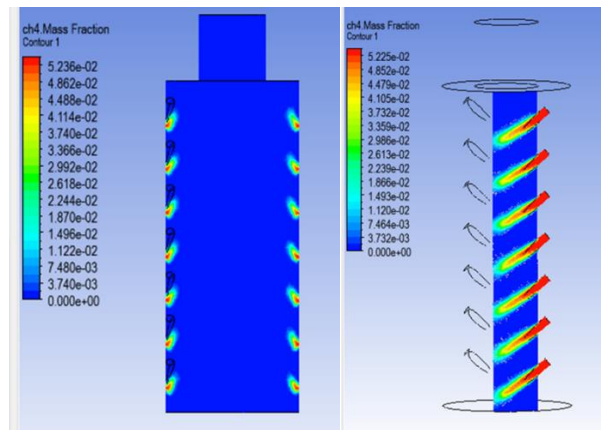 ch4.Mass Fraction
Contour 1
5.236e-02
4.862e-02
4.488e-02
4.114e-02
3.740e-02
3.366e-02
2.992e-02
2.618e-02
2.244e-02
1.870e-02
1.496e-02
1.122e-02
7.480e-03
3.740e-03
0.000e+00
ch4.Mass Fraction
Contour 1
5.225e-02
4.852e-02
4.479e-02
4.105e-02
3.732e-02
3.359e-02
2.986e-02
2.613e-02
2.239e-02
1.866e-02
1.493e-02
1.120e-02
7.464e-03
3.732e-03
0.000e+00